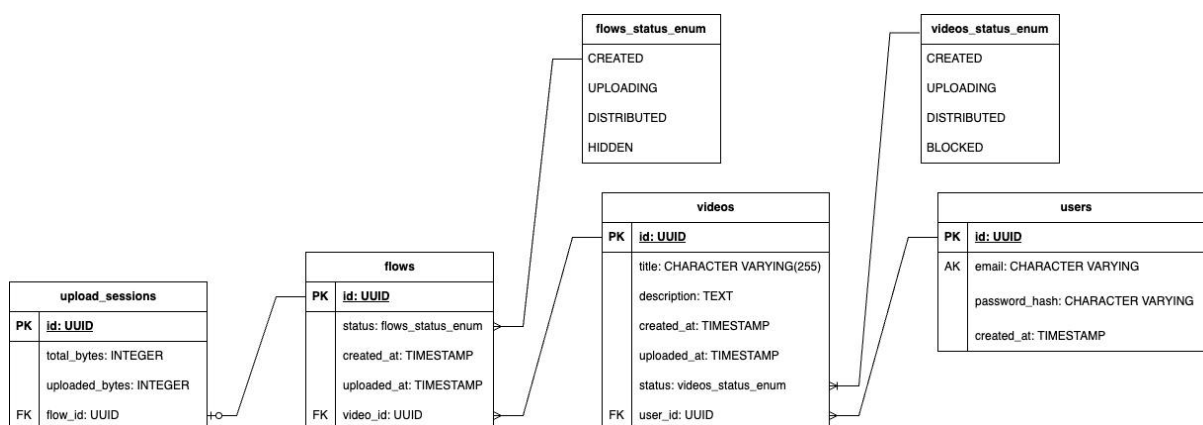 flows_status_enum
CREATED
UPLOADING
DISTRIBUTED
HIDDEN
videos_status_enum
CREATED
UPLOADING
DISTRIBUTED
BLOCKED
upload_sessions
PK id: UUID
total_bytes: INTEGER
uploaded_bytes: INTEGER
FK flow_id: UUID
flows
PK id: UUID
status: flows_status_enum
created_at: TIMESTAMP
uploaded_at: TIMESTAMP
FK video_id: UUID
videos
PK id: UUID
title: CHARACTER VARYING(255)
description: TEXT
created_at: TIMESTAMP
uploaded_at: TIMESTAMP
status: videos_status_enum
FK user_id: UUID
users
PK id: UUID
AK email: CHARACTER VARYING
password_hash: CHARACTER VARYING
created_at: TIMESTAMP